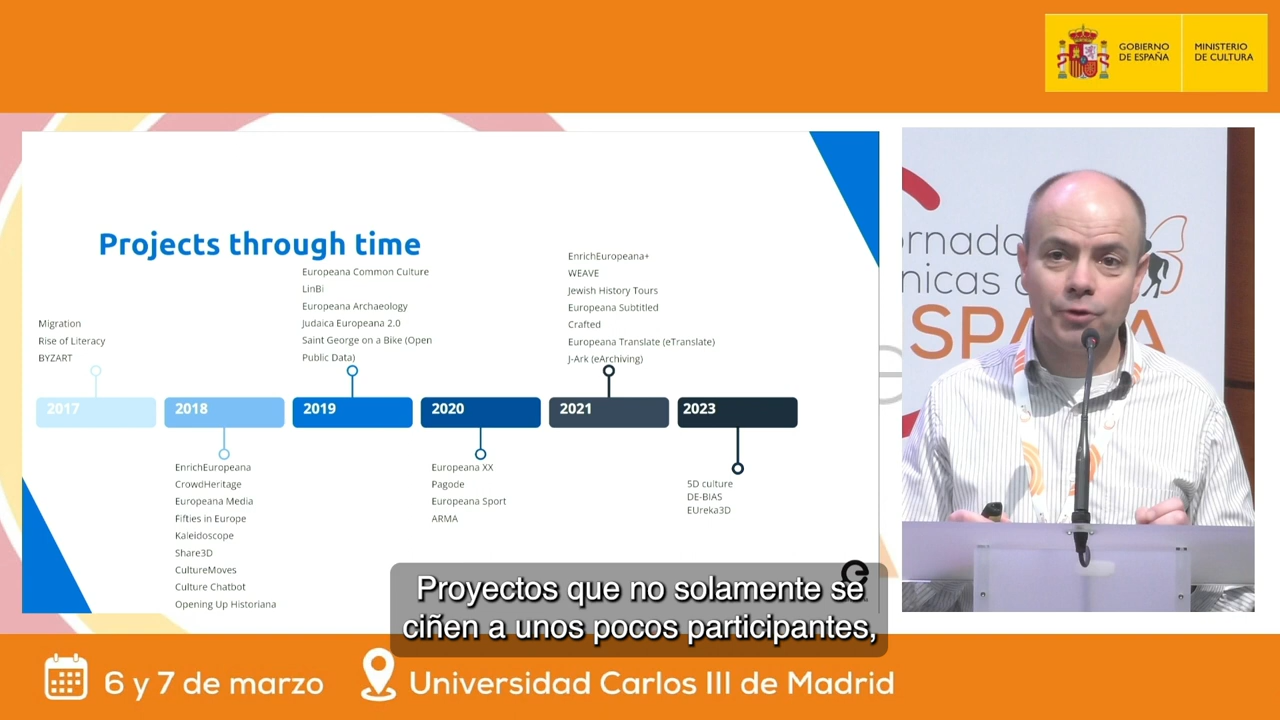 GOBIERNO
DE ESPAÑA
MINISTERIO
DE CULTURA
Projects through time
Migration
Rise of Literacy
BYZART
Europeana Common Culture
LinBi
Europeana Archaeology
Judaica Europeana 2.0
Saint George on a Bike (Open
Public Data)
EnrichEuropeana+
WEAVE
Jewish History Tours
Europeana Subtitled
Crafted
Europeana Translate (eTranslate)
J-Ark (eArchiving)
2017
2018
2019
2020
2021
2023
EnrichEuropeana
CrowdHeritage
Europeana Media
Fifties in Europe
Kaleidoscope
Share3D
CultureMoves
Culture Chatbot
Opening Up Historiana
Europeana XX
Pagode
Europeana Sport
ARMA
5D culture
DE-BIAS
EUreka3D
Proyectos que no solamente se
ciñen a unos pocos participantes,
6 y 7 de marzo
Universidad Carlos III de Madrid